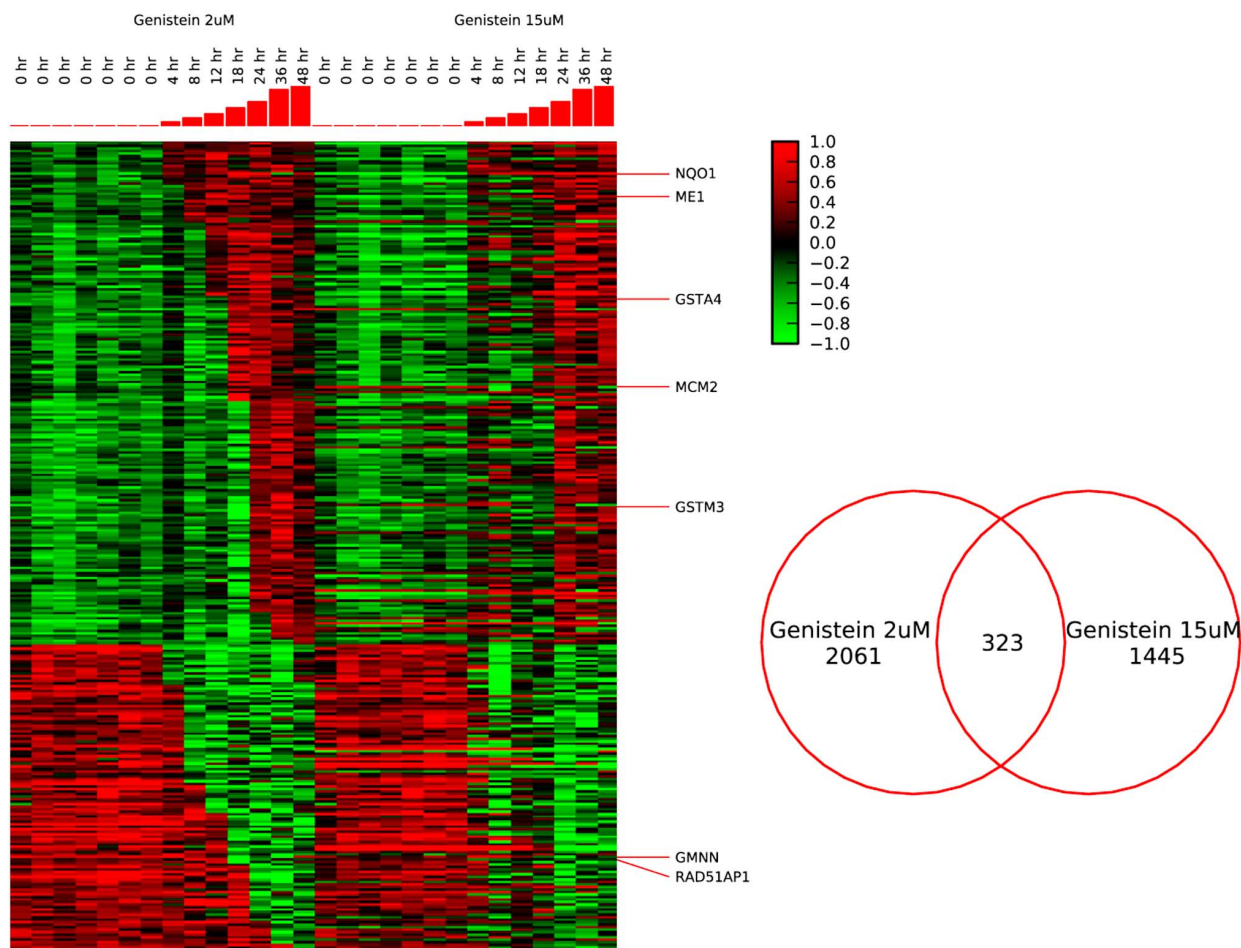 Genistein 2uM
Genistein 15uM
0 hr
0 hr
0 hr
0 hr
0 hr
0 hr
0 hr
4 hr
8 hr
12 hr
18 hr
24 hr
36 hr
48 hr
0 hr
0 hr
0 hr
0 hr
0 hr
0 hr
0 hr
4 hr
8 hr
12 hr
18 hr
24 hr
36 hr
48 hr
NQO1
ME1
GSTA4
MCM2
GSTM3
GMNN
RAD51AP1
1.0
0.8
0.6
0.4
0.2
0.0
−0.2
−0.4
−0.6
−0.8
−1.0
Genistein 2uM
2061
323
Genistein 15uM
1445